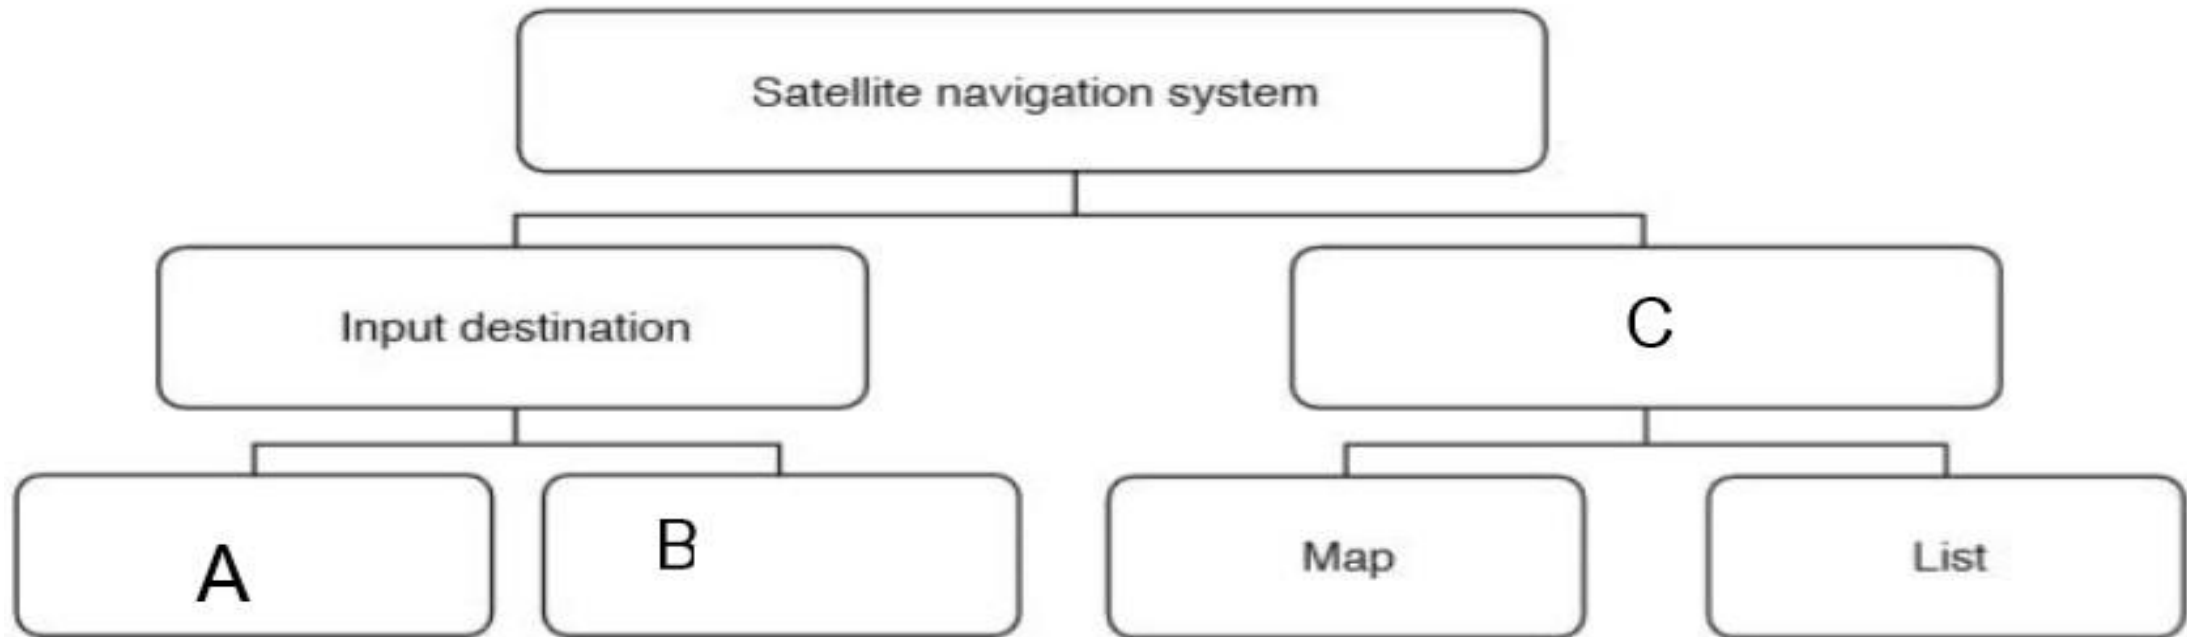 Satellite navigation system
Input destination
C
A
B
Map
List